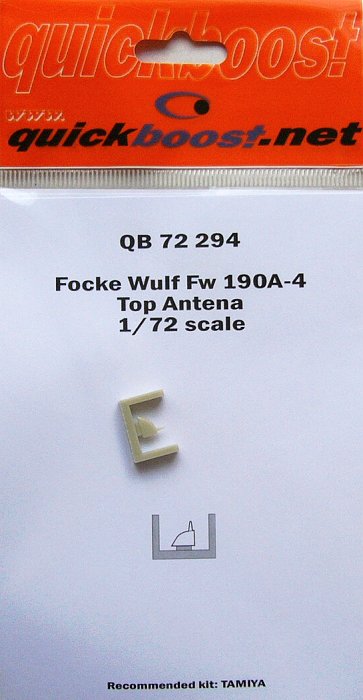 quickboost
www.
quickboost.net
QB 72 294
Focke Wulf Fw 190A-4
Top Antena
1/72 scale
Recommended kit: TAMIYA